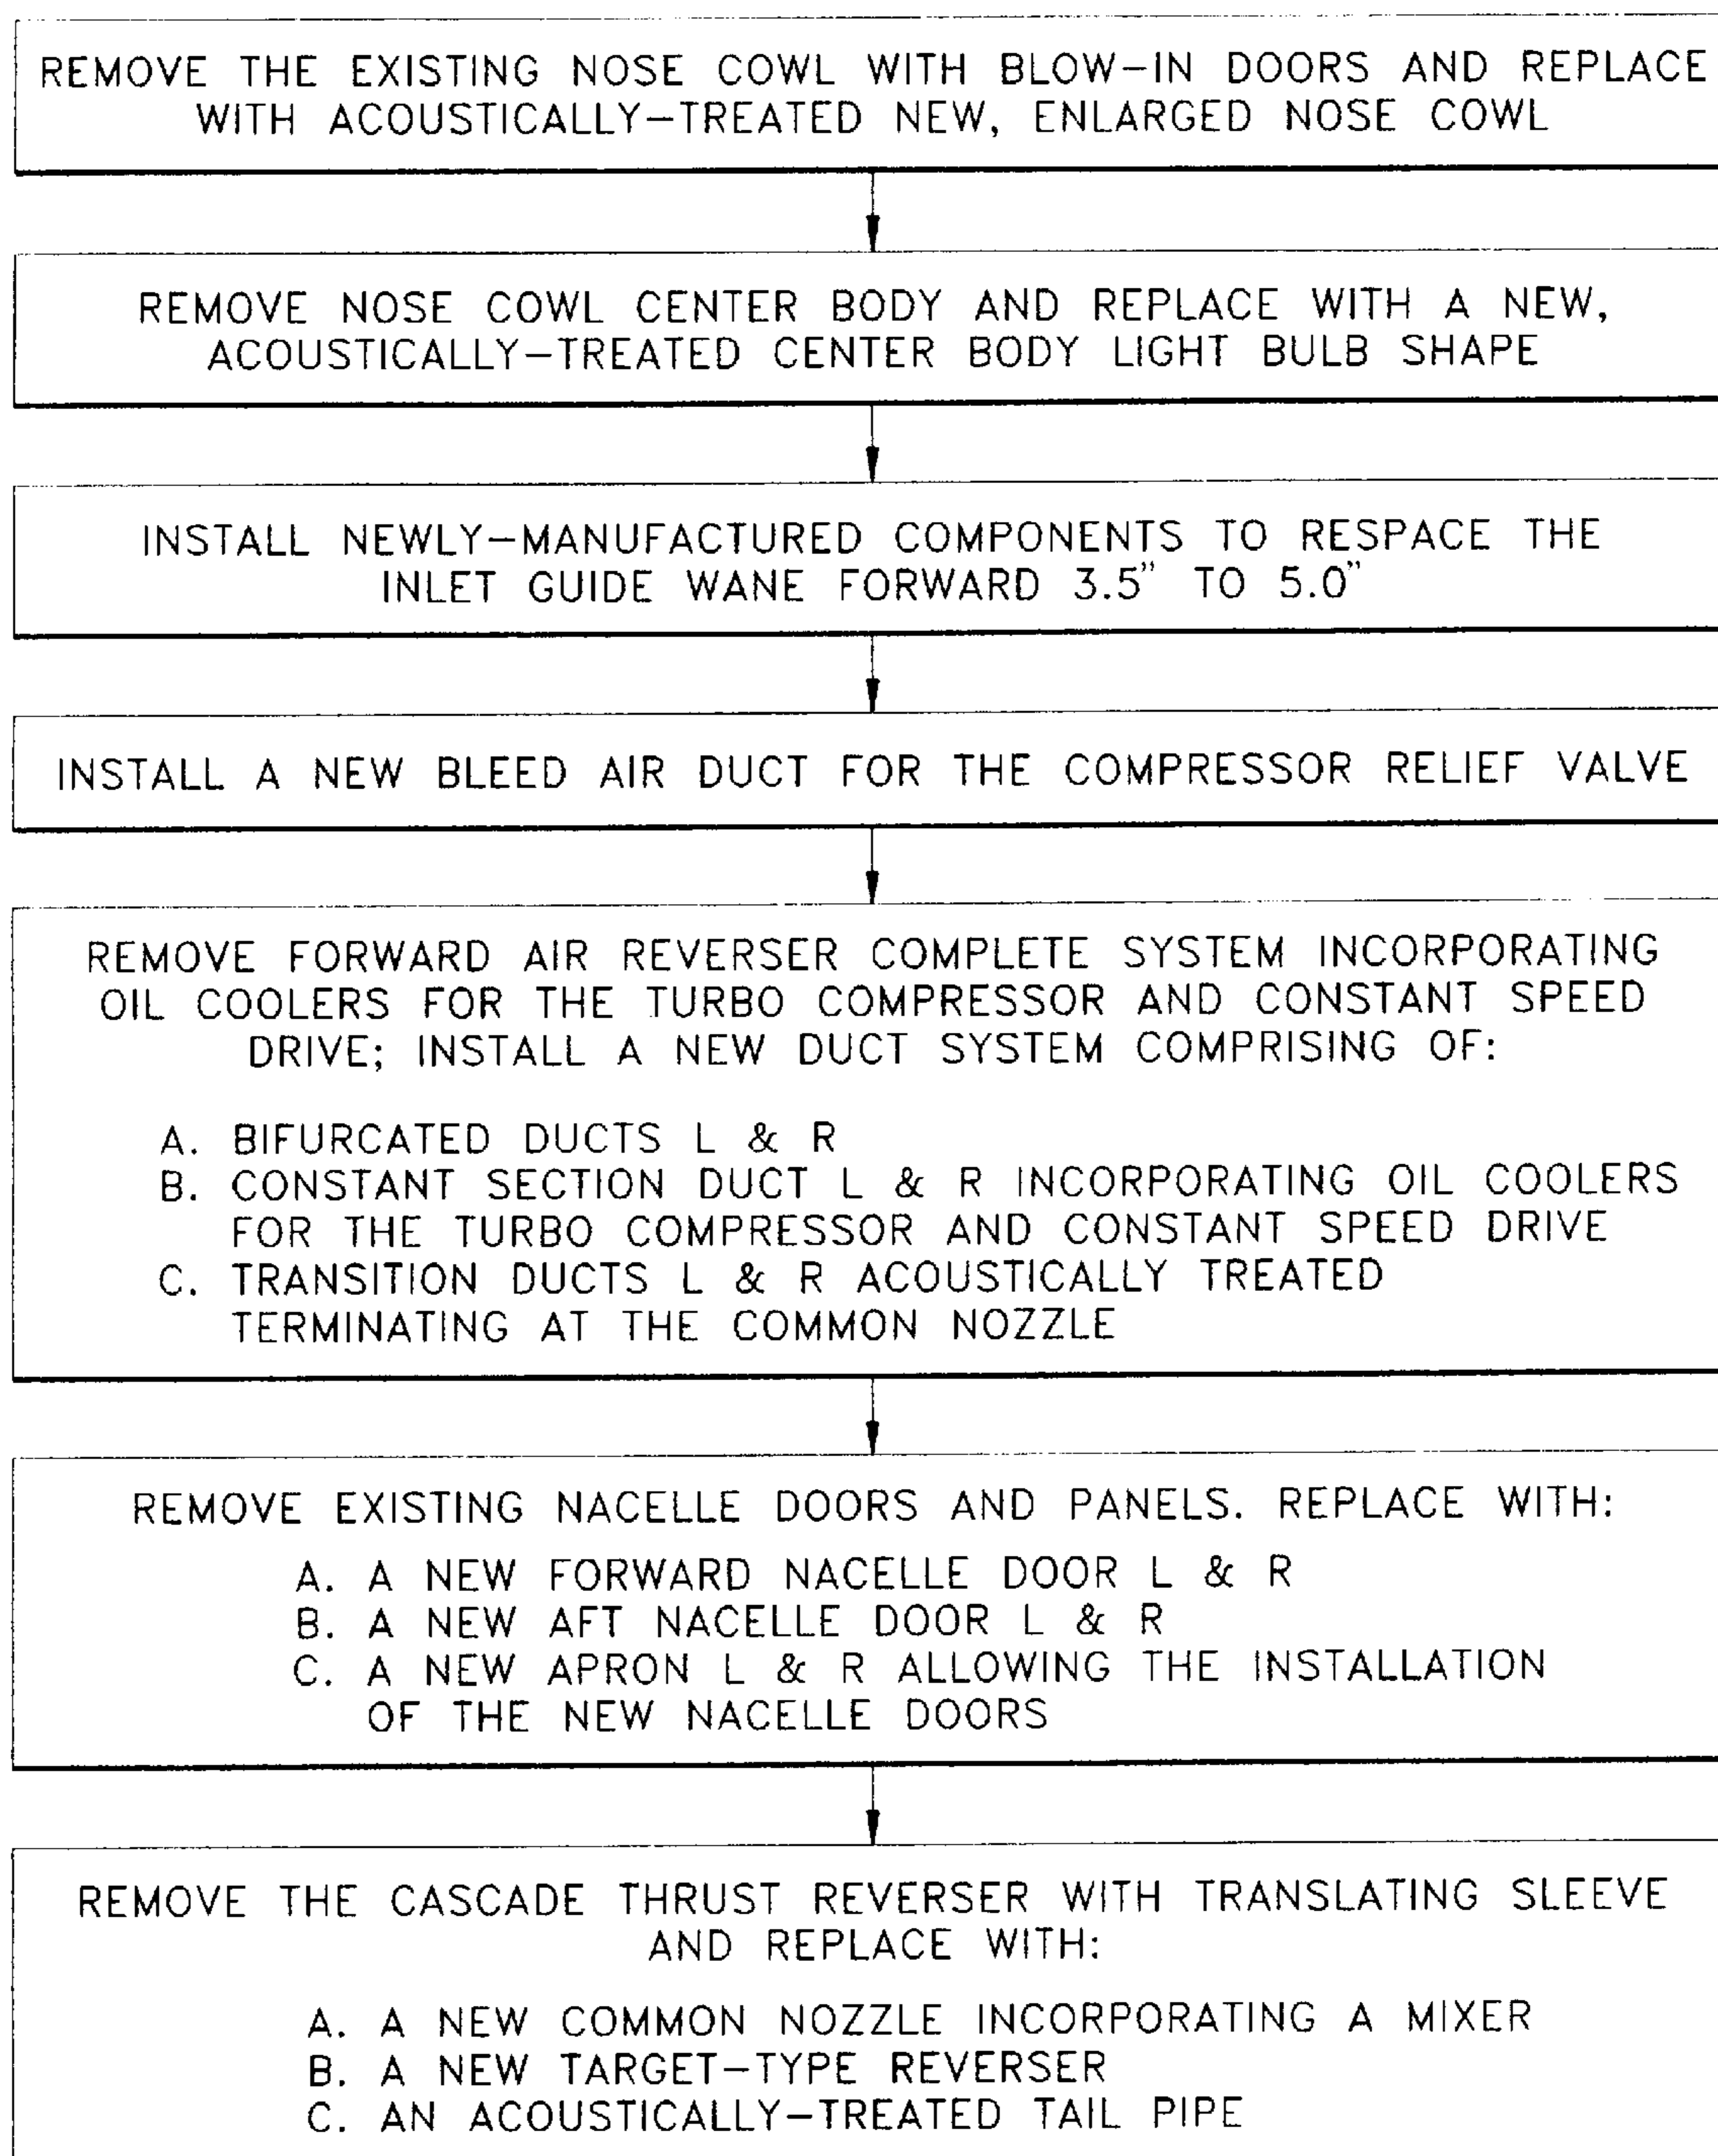 REMOVE THE EXISTING NOSE COWL WITH BLOW-IN DOORS AND REPLACE
WITH ACOUSTICALLY-TREATED NEW, ENLARGED NOSE COWL
REMOVE NOSE COWL CENTER BODY AND REPLACE WITH A NEW,
ACOUSTICALLY-TREATED CENTER BODY LIGHT BULB SHAPE
INSTALL NEWLY-MANUFACTURED COMPONENTS TO RESPACE THE
INLET GUIDE WANE FORWARD 3.5" TO 5.0"
INSTALL A NEW BLEED AIR DUCT FOR THE COMPRESSOR RELIEF VALVE
REMOVE FORWARD AIR REVERSER COMPLETE SYSTEM INCORPORATING
OIL COOLERS FOR THE TURBO COMPRESSOR AND CONSTANT SPEED
DRIVE; INSTALL A NEW DUCT SYSTEM COMPRISING OF:
A. BIFURCATED DUCTS L & R
B. CONSTANT SECTION DUCT L & R INCORPORATING OIL COOLERS
FOR THE TURBO COMPRESSOR AND CONSTANT SPEED DRIVE
C. TRANSITION DUCTS L & R ACOUSTICALLY TREATED
TERMINATING AT THE COMMON NOZZLE
REMOVE EXISTING NACELLE DOORS AND PANELS. REPLACE WITH:
A. A NEW FORWARD NACELLE DOOR L & R
B. A NEW AFT NACELLE DOOR L & R
C. A NEW APRON L & R ALLOWING THE INSTALLATION
OF THE NEW NACELLE DOORS
REMOVE THE CASCADE THRUST REVERSER WITH TRANSLATING SLEEVE
AND REPLACE WITH:
A. A NEW COMMON NOZZLE INCORPORATING A MIXER
B. A NEW TARGET-TYPE REVERSER
C. AN ACOUSTICALLY-TREATED TAIL PIPE